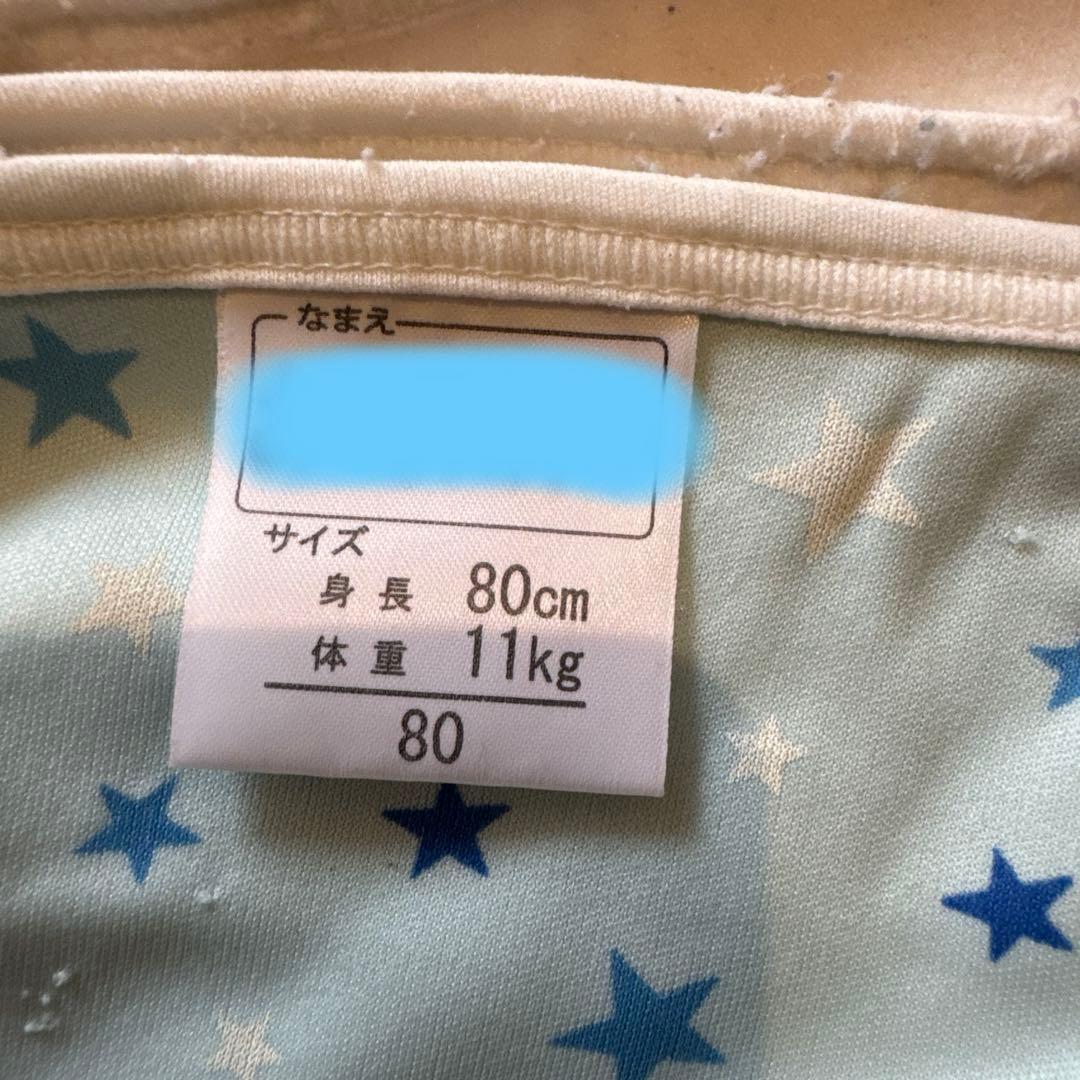 なまえ
サイズ
身長 80cm
体重 11kg
80